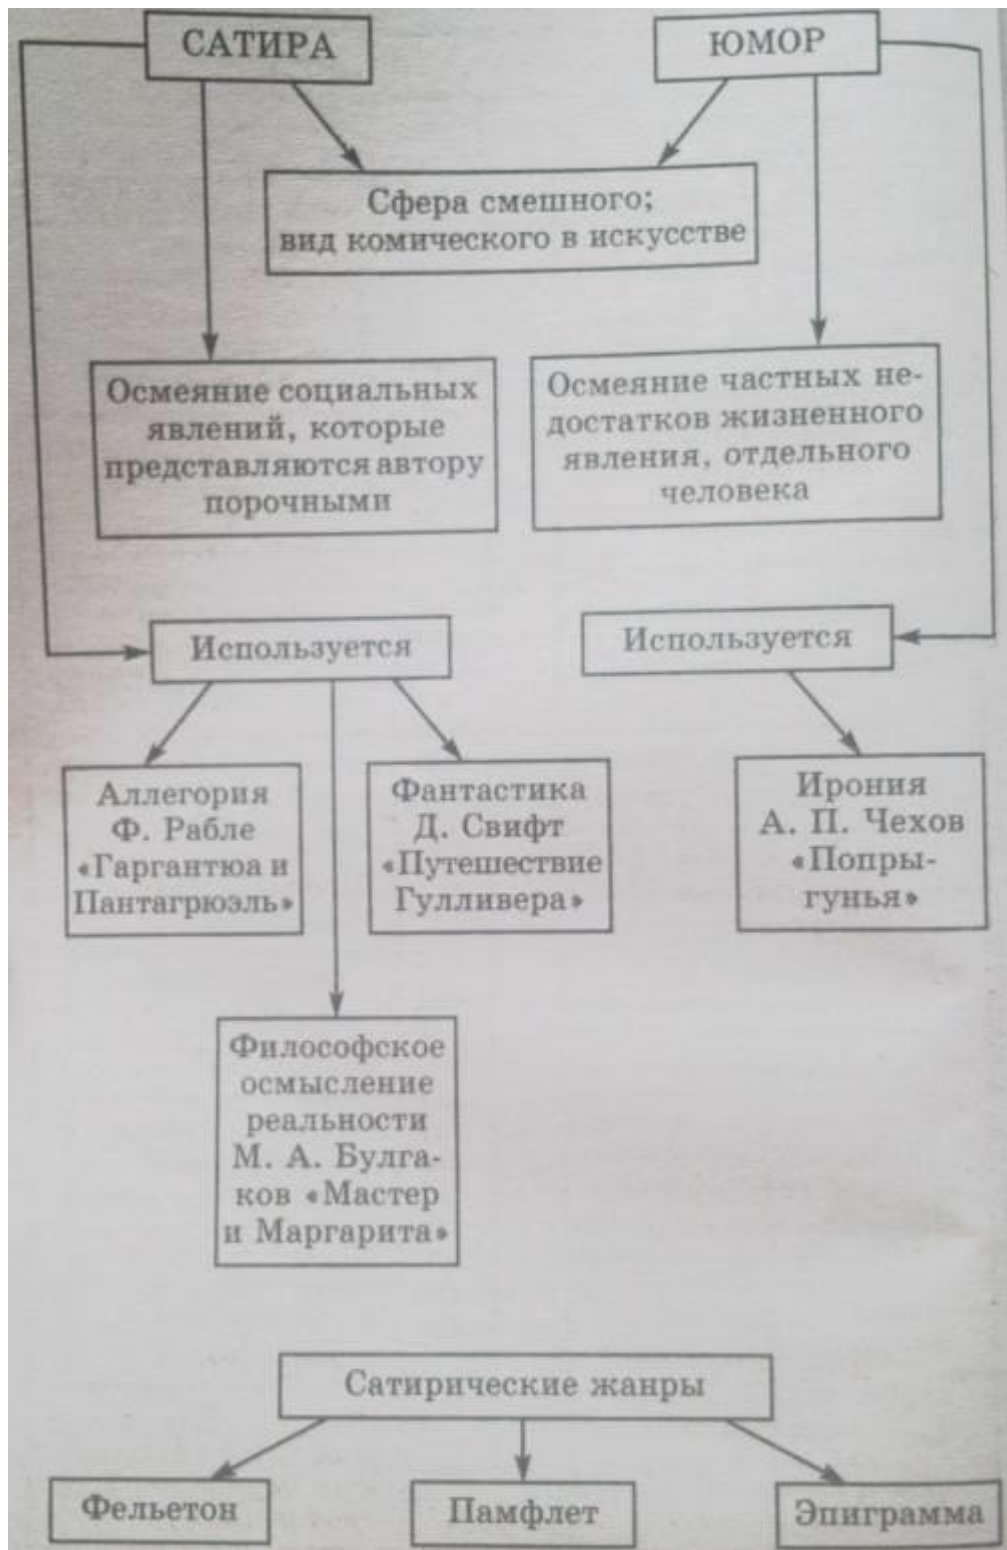 САТИРА
ЮМОР
Сфера смешного;
вид комического в искусстве
Осмеяние социальных
явлений, которые
представляются автору
порочными
Осмеяние частных не-
достатков жизненного
явления, отдельного
человека
Используется
Используется
Аллегория
Ф. Рабле
«Гаргантюа и
Пантагрюэль»
Фантастика
Д. Свифт
«Путешествие
Гулливера»
Ирония
А. П. Чехов
«Попры-
гунья»
Философское
осмысление
реальности
М. А. Булга-
ков «Мастер
и Маргарита»
Сатирические жанры
Фельетон
Памфлет
Эпиграмма